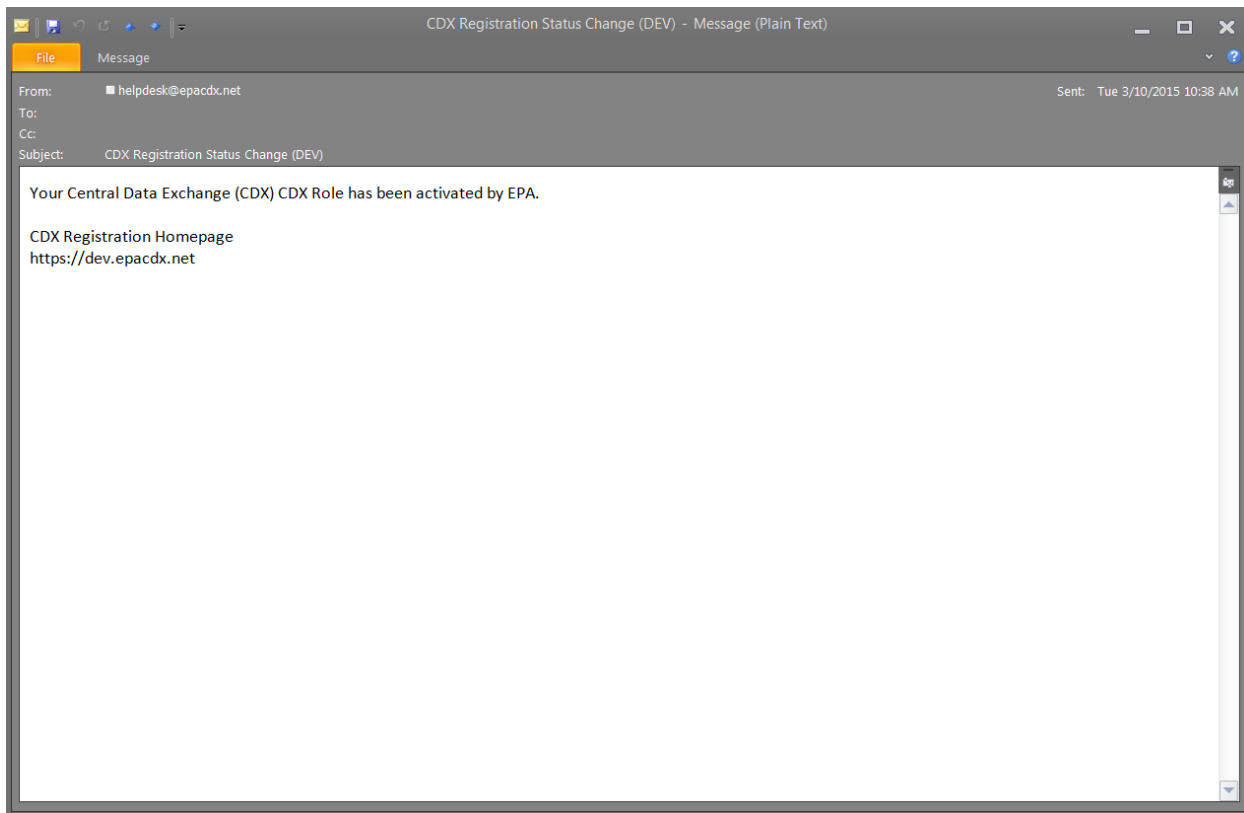 CDX Registration Status Change (DEV) - Message (Plain Text)
File Message
From: helpdesk@epacdx.net Sent: Tue 3/10/2015 10:38 AM
To:
Cc:
Subject: CDX Registration Status Change (DEV)
Your Central Data Exchange (CDX) CDX Role has been activated by EPA.
CDX Registration Homepage
https://dev.epacdx.net